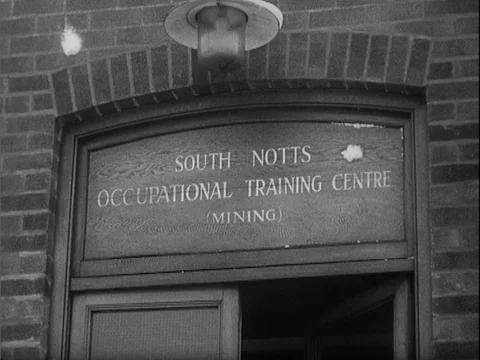 SOUTH NOTTS
OCCUPATIONAL TRAINING CENTRE
(MINING)